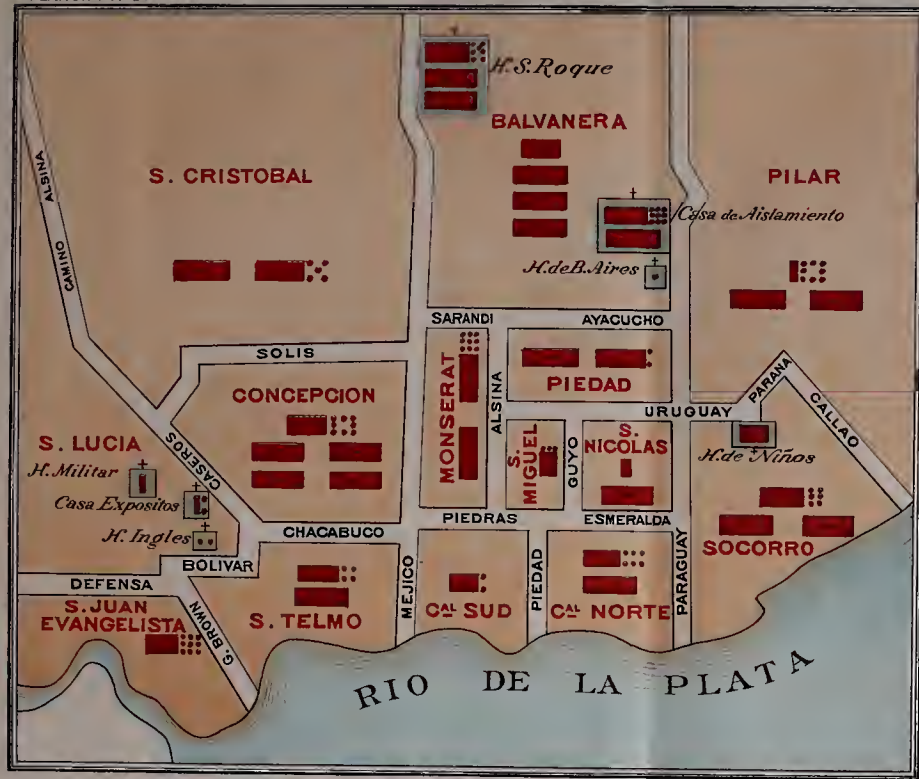 H. S. Roque
BALVANERA
S. CRISTOBAL
PILAR
Casa de Aislamiento
H. de B. Aires
ALSINA
CAMINO
SARANDI
AYACUCHO
SOLIS
CONCEPCION
MONSERAT
ALSINA
PIEDAD
PARANA
CALLAO
URUGUAY
S. LUCIA
H. Militar
Casa Expositos
H. Ingles
CASEROS
S. MIGUEL
GUYO
S. NICOLAS
H. de Niños
CHACABUCO
PIEDRAS
ESMERALDA
SOCORRO
BOLIVAR
DEFENSA
S. JUAN
EVANGELISTA
G. BROWN
S. TELMO
MEJICO
CAL SUD
PIEDAD
CAL NORTE
PARAGUAY
RIO DE LA PLATA